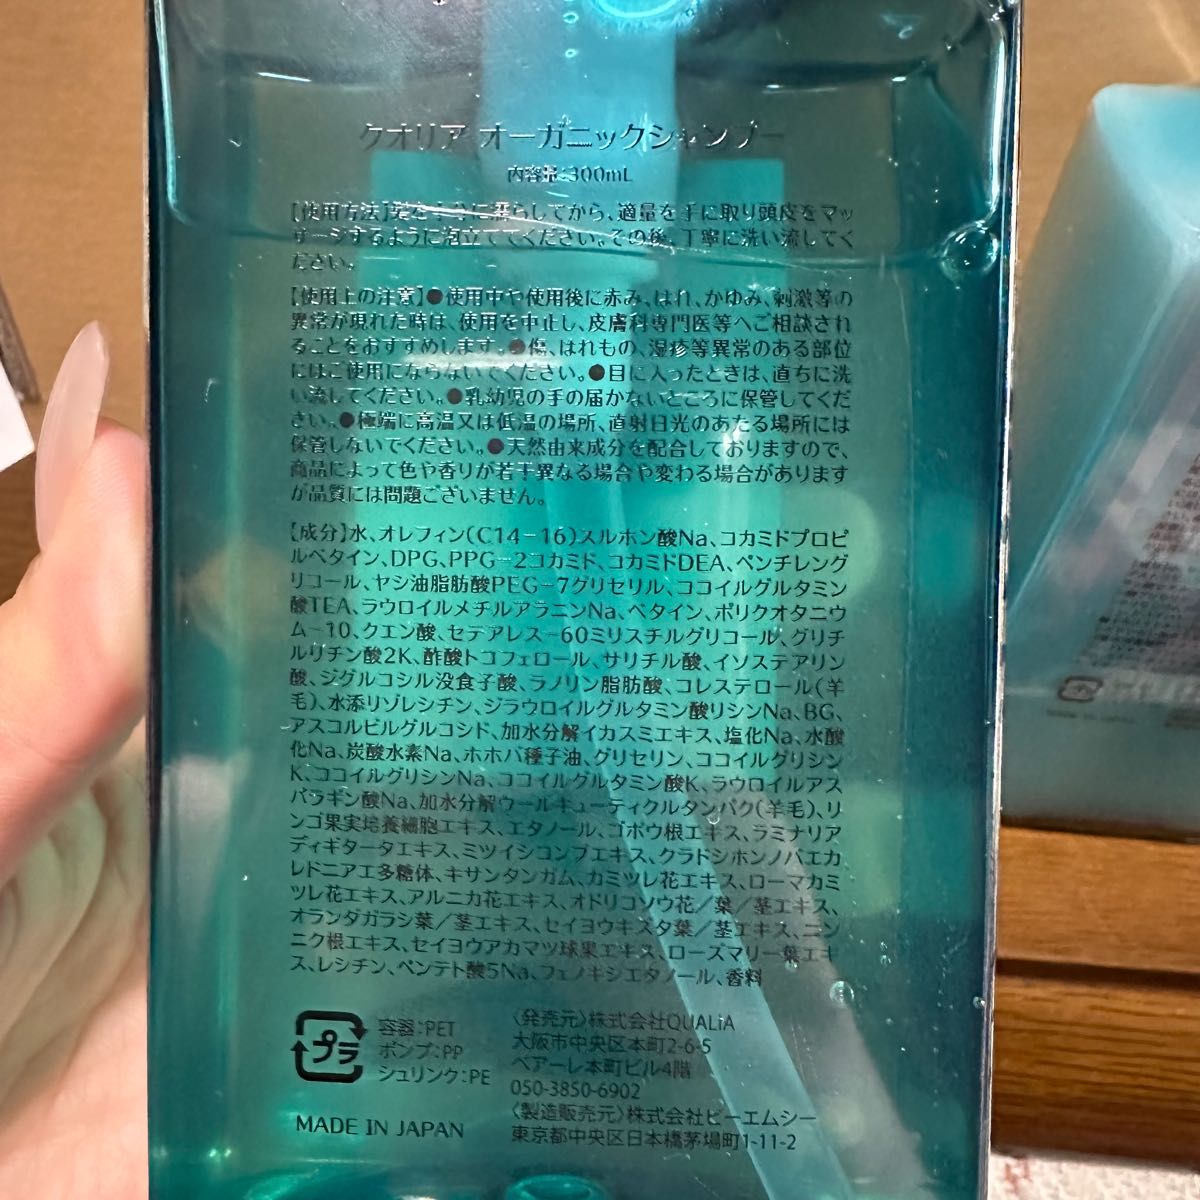 クオリア オーガニックシャンプー
内容量:300mL
【使用方法】髪を十分に濡らしてから、適量を手に取り頭皮をマッ
サージするように泡立ててください。その後、丁寧に洗い流してく
ださい。
【使用上の注意】●使用中や使用後に赤み、はれ、かゆみ、刺激等の
異常が現れた時は、使用を中止し、皮膚科専門医等へご相談され
ることをおすすめします。●傷、はれもの、湿疹等異常のある部位
にはご使用にならないでください。●目に入ったときは、直ちに洗
い流してください。●乳幼児の手の届かないところに保管してくだ
さい。●極端に高温又は低温の場所、直射日光のあたる場所には
保管しないでください。●天然由来成分を配合しておりますので、
商品によって色や香りが若干異なる場合や変わる場合があります
が品質には問題ございません。
【成分】水、オレフィン(C14-16)スルホン酸Na、コカミドプロピ
ルベタイン、DPG、PPG-2コカミド、コカミドDEA、ペンチレング
リコール、ヤシ油脂肪酸PEG-7グリセリル、ココイルグルタミン
酸TEA、ラウロイルメチルアラニンNa、ベタイン、ポリクオタニウ
ム-10、クエン酸、セテアレス-60ミリスチルグリコール、グリチ
ルリチン酸2K、酢酸トコフェロール、サリチル酸、イソステアリン
酸、ジグルコシル没食子酸、ラノリン脂肪酸、コレステロール(羊
毛)、水添リゾレシチン、ジラウロイルグルタミン酸リシンNa、BG、
アスコルビルグルコシド、加水分解イカスミエキス、塩化Na、水酸
化Na、炭酸水素Na、ホホバ種子油、グリセリン、ココイルグリシン
K、ココイルグリシンNa、ココイルグルタミン酸K、ラウロイルアス
パラギン酸Na、加水分解ウールキューティクルタンパク(羊毛)、リ
ンゴ果実培養細胞エキス、エタノール、ゴボウ根エキス、ラミナリア
ディギタータエキス、ミツイシコンブエキス、クラドシホンノバエカ
レドニアエ多糖体、キサンタンガム、カミツレ花エキス、ローマカミ
ツレ花エキス、アルニカ花エキス、オドリコソウ花/葉/茎エキス、
オランダガラシ葉/茎エキス、セイヨウキズタ葉/茎エキス、ニン
ニク根エキス、セイヨウアカマツ球果エキス、ローズマリー葉エキ
ス、レシチン、ペンテト酸5Na、フェノキシエタノール、香料
プラ
容器:PET
ポンプ:PP
シュリンク:PE
MADE IN JAPAN
〈発売元〉株式会社QUALiA
大阪市中央区本町2-6-5
ベアーレ本町ビル4階
050-3850-6902
〈製造販売元〉株式会社ビーエムシー
東京都中央区日本橋茅場町1-11-2